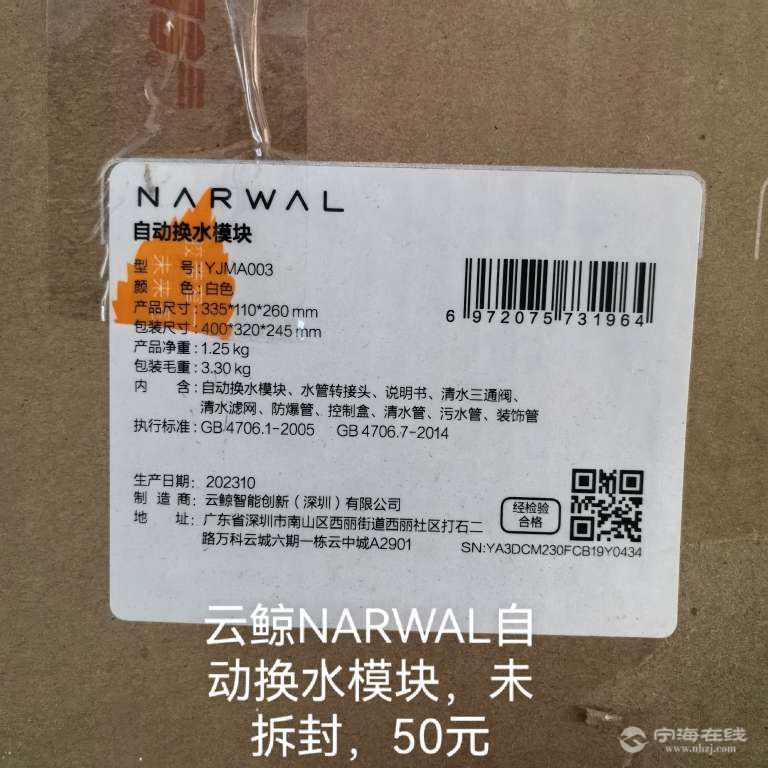 NARWAL
自动换水模块
型 号: YJMA003
颜 色: 白色
产品尺寸: 335*110*260 mm
包装尺寸: 400*320*245 mm
产品净重: 1.25 kg
包装毛重: 3.30 kg
内 含: 自动换水模块、水管转接头、说明书、清水三通阀、
清水滤网、防爆管、控制盒、清水管、污水管、装饰管
执行标准: GB 4706.1-2005 GB 4706.7-2014
6 972075 731964
生产日期: 202310
制 造 商: 云鲸智能创新（深圳）有限公司
地 址: 广东省深圳市南山区西丽街道西丽社区打石二
路万科云城六期一栋云中城A2901
经检验
合格
SN:YA3DCM230FCB19Y0434
云鲸NARWAL自
动换水模块，未
拆封，50元
宁海在线
www.nhzj.com